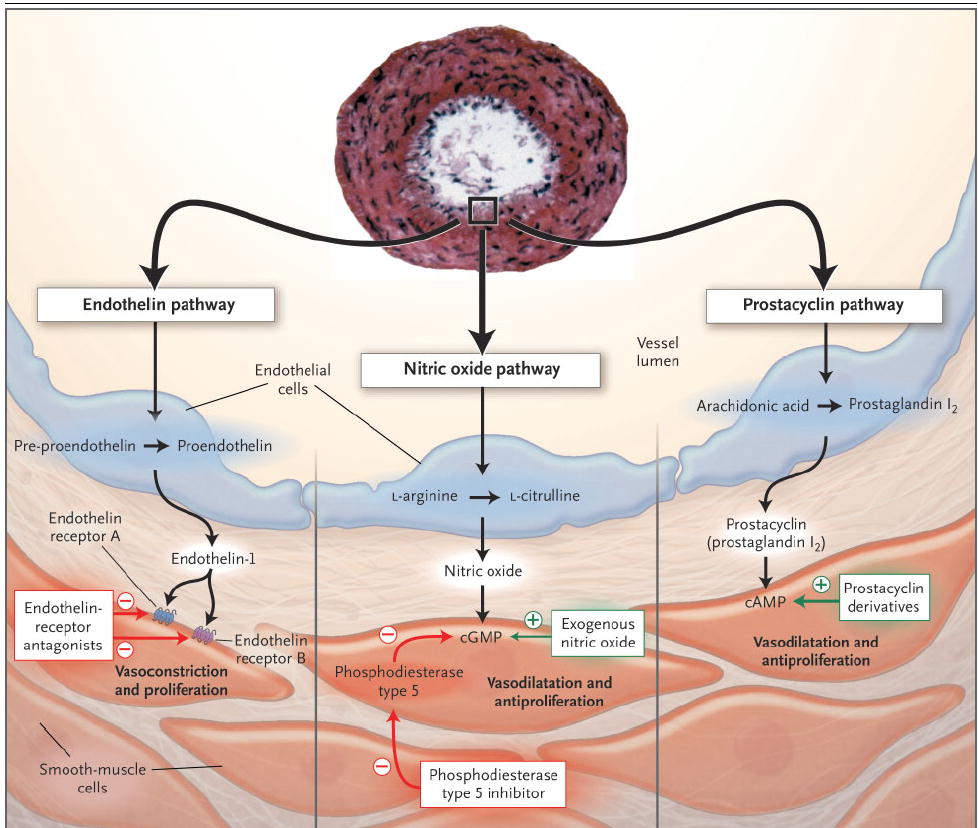 Endothelin pathway
Nitric oxide pathway
Prostacyclin pathway
Vessel
lumen
Endothelial
cells
Pre-proendothelin
Proendothelin
Endothelin
receptor A
Endothelin-1
Endothelin-
receptor
antagonists
−
−
Endothelin
receptor B
Vasoconstriction
and proliferation
Smooth-muscle
cells
L-arginine
L-citrulline
Nitric oxide
cGMP
+
Exogenous
nitric oxide
−
Phosphodiesterase
type 5
Vasodilatation and
antiproliferation
−
Phosphodiesterase
type 5 inhibitor
Arachidonic acid
Prostaglandin I₂
Prostacyclin
(prostaglandin I₂)
cAMP
+
Prostacyclin
derivatives
Vasodilatation and
antiproliferation